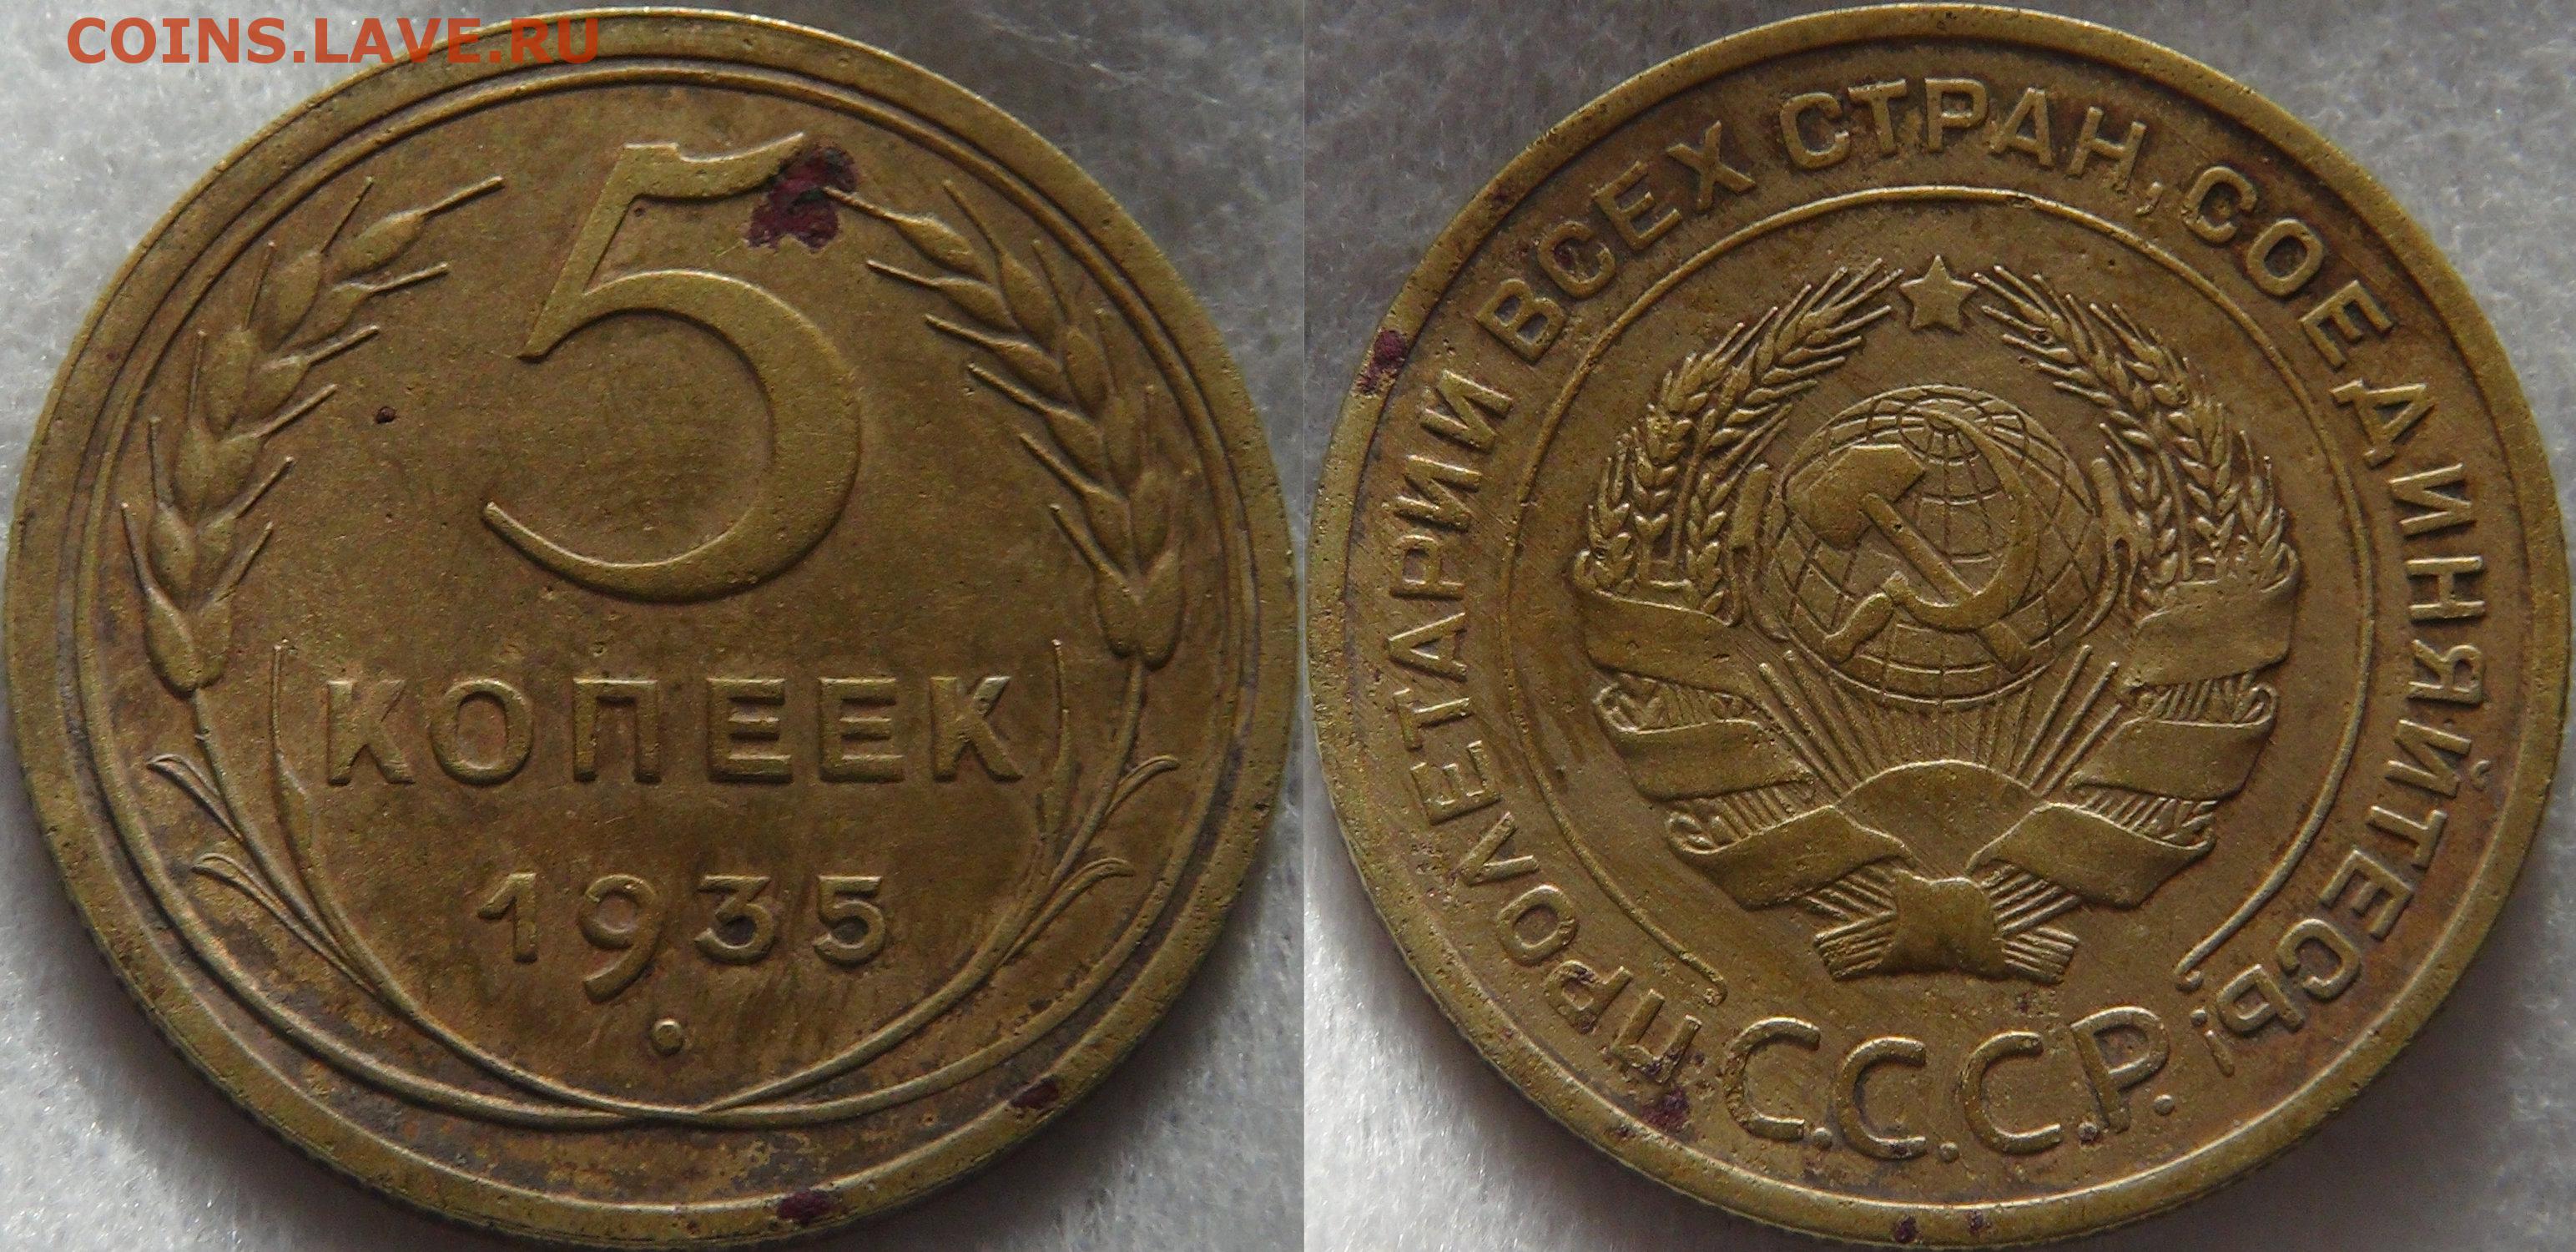 COINS.LAVE.RU
5
КОПЕЕК
1935
ПРОЛЕТАРИИ ВСЕХ СТРАН, СОЕДИНЯЙТЕСЬ!
С.С.С.Р.